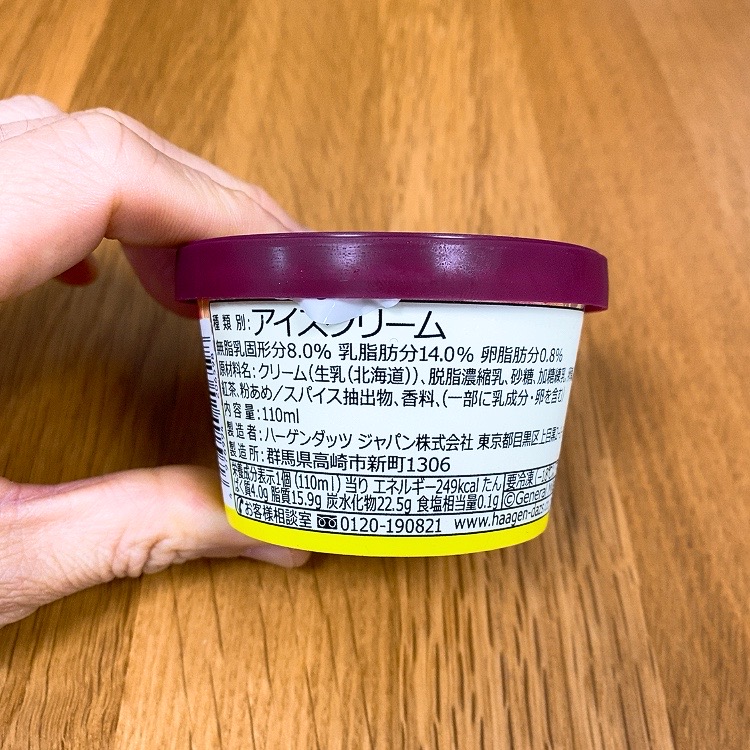 種類別:アイスクリーム
無脂乳固形分8.0% 乳脂肪分14.0% 卵脂肪分0.8%
原材料名:クリーム(生乳(北海道))、脱脂濃縮乳、砂糖、加糖練乳、
紅茶、粉あめ/スパイス抽出物、香料、(一部に乳成分・卵を含む)
内容量:110ml
製造者:ハーゲンダッツ ジャパン株式会社 東京都目黒区上目黒
製造所:群馬県高崎市新町1306
栄養成分表示1個(110ml)当り エネルギー249kcal たん
ぱく質4.0g 脂質15.9g 炭水化物22.5g 食塩相当量0.1g
要冷凍
©General
お客様相談室 0120-190821 www.haagen-dazs